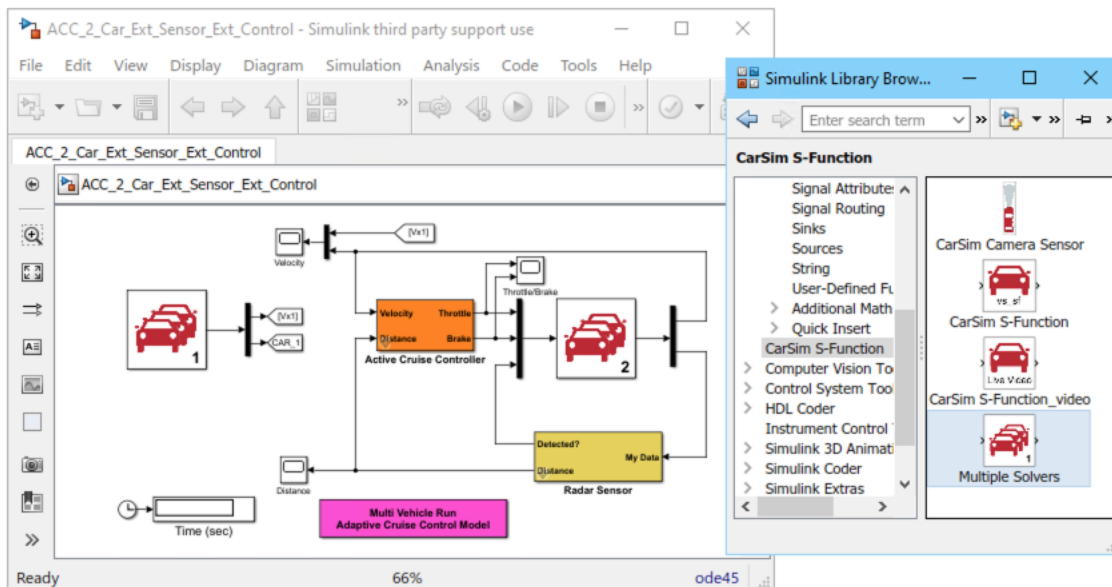 ACC_2_Car_Ext_Sensor_Ext_Control - Simulink third party support use
File Edit View Display Diagram Simulation Analysis Code Tools Help
ACC_2_Car_Ext_Sensor_Ext_Control
ACC_2_Car_Ext_Sensor_Ext_Control
[Vx1]
Velocity
Throttle/Brake
1
[Vx1]
CAR_1
Velocity Throttle
Distance Brake
Active Cruise Controller
2
Detected?
My Data
Distance
Radar Sensor
Distance
Time (sec)
Multi Vehicle Run
Adaptive Cruise Control Model
Ready 66% ode45
Simulink Library Brow...
Enter search term
CarSim S-Function
Signal Attributes
Signal Routing
Sinks
Sources
String
User-Defined Fu
Additional Math
Quick Insert
CarSim S-Function
Computer Vision Too
Control System Tool
HDL Coder
Instrument Control
Simulink 3D Animati
Simulink Coder
Simulink Extras
CarSim Camera Sensor
vs_sf
CarSim S-Function
Live Video
CarSim S-Function_video
1
Multiple Solvers